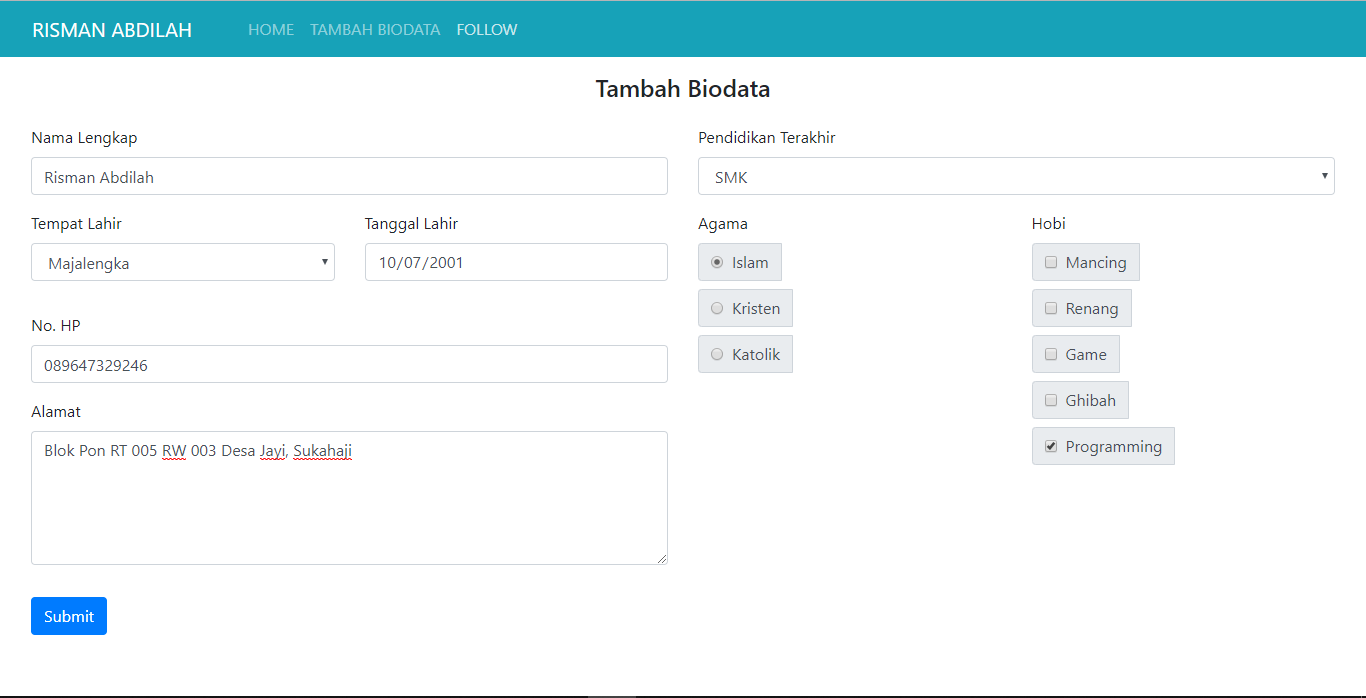 RISMAN ABDILAH HOME TAMBAH BIODATA FOLLOW
Tambah Biodata
Nama Lengkap
Risman Abdilah
Tempat Lahir Tanggal Lahir
Majalengka 10/07/2001
No. HP
089647329246
Alamat
Blok Pon RT 005 RW 003 Desa Jayi, Sukahaji
Submit
Pendidikan Terakhir
SMK
Agama
Islam
Kristen
Katolik
Hobi
Mancing
Renang
Game
Ghibah
Programming